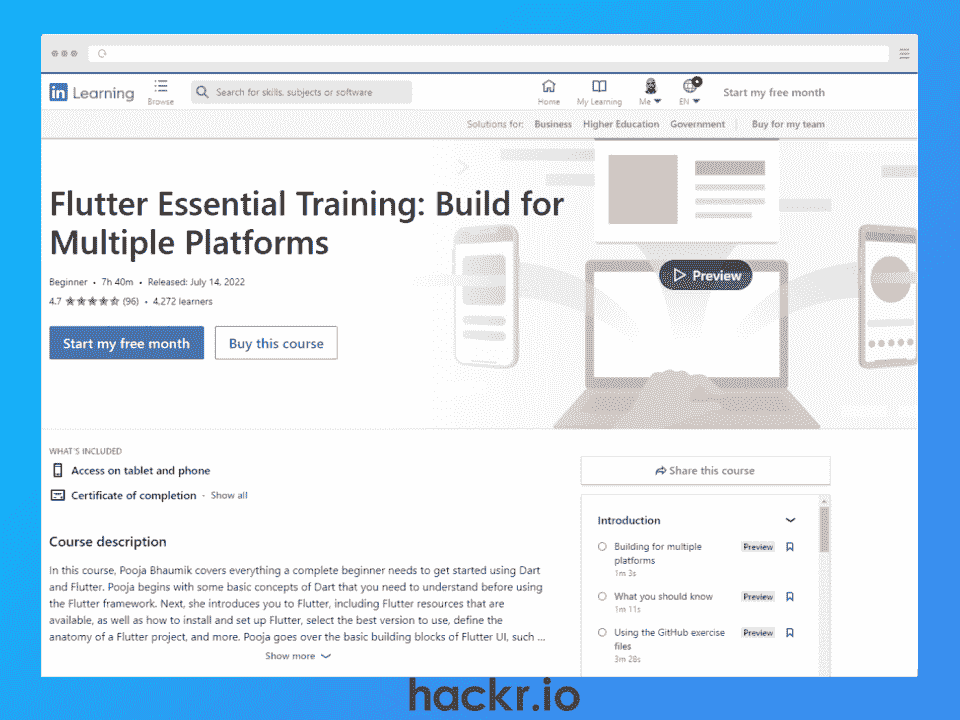 in Learning
Browse
Search for skills, subjects or software
Home
My Learning
Me
EN
Start my free month
Solutions for: Business Higher Education Government Buy for my team
Flutter Essential Training: Build for
Multiple Platforms
Beginner • 7h 40m • Released: July 14, 2022
4.7 ★★★★★ (96) • 4,272 learners
Start my free month
Buy this course
Preview
WHAT'S INCLUDED
Access on tablet and phone
Certificate of completion - Show all
Course description
In this course, Pooja Bhaumik covers everything a complete beginner needs to get started using Dart
and Flutter. Pooja begins with some basic concepts of Dart that you need to understand before using
the Flutter framework. Next, she introduces you to Flutter, including Flutter resources that are
available, as well as how to install and set up Flutter, select the best version to use, define the
anatomy of a Flutter project, and more. Pooja goes over the basic building blocks of Flutter UI, such ...
Show more
Share this course
Introduction
Building for multiple
platforms
Preview
1m 3s
What you should know
Preview
1m 11s
Using the GitHub exercise
files
Preview
3m 28s
hackr.io